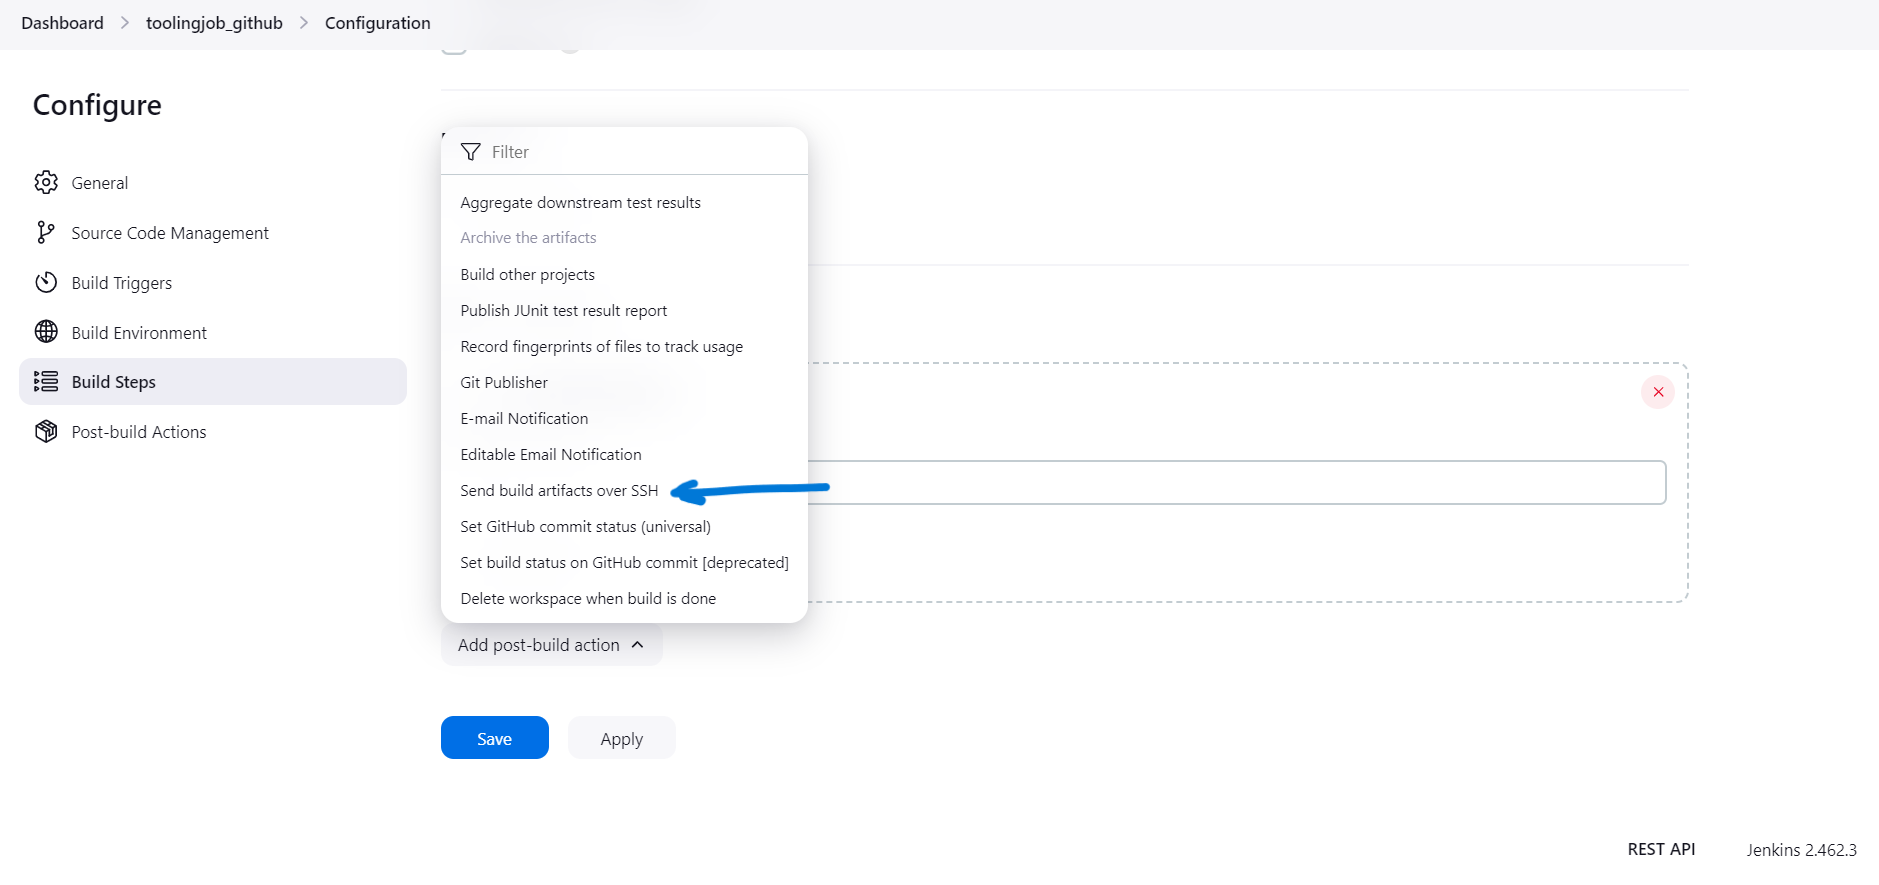 Dashboard > toolingjob_github > Configuration
Configure
General
Source Code Management
Build Triggers
Build Environment
Build Steps
Post-build Actions
Filter
Aggregate downstream test results
Archive the artifacts
Build other projects
Publish JUnit test result report
Record fingerprints of files to track usage
Git Publisher
E-mail Notification
Editable Email Notification
Send build artifacts over SSH
Set GitHub commit status (universal)
Set build status on GitHub commit [deprecated]
Delete workspace when build is done
Add post-build action
Save
Apply
REST API
Jenkins 2.462.3